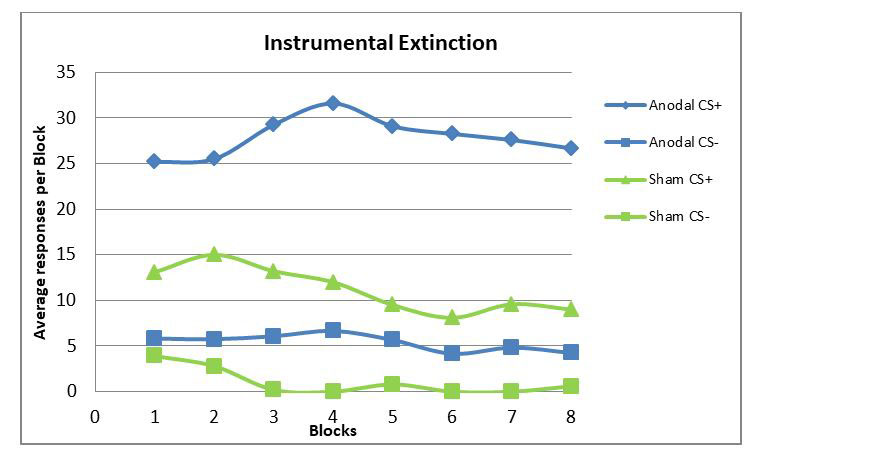 Instrumental Extinction
Average responses per Block
35
30
25
20
15
10
5
0
0 1 2 3 4 5 6 7 8
Blocks
Anodal CS+
Anodal CS-
Sham CS+
Sham CS-